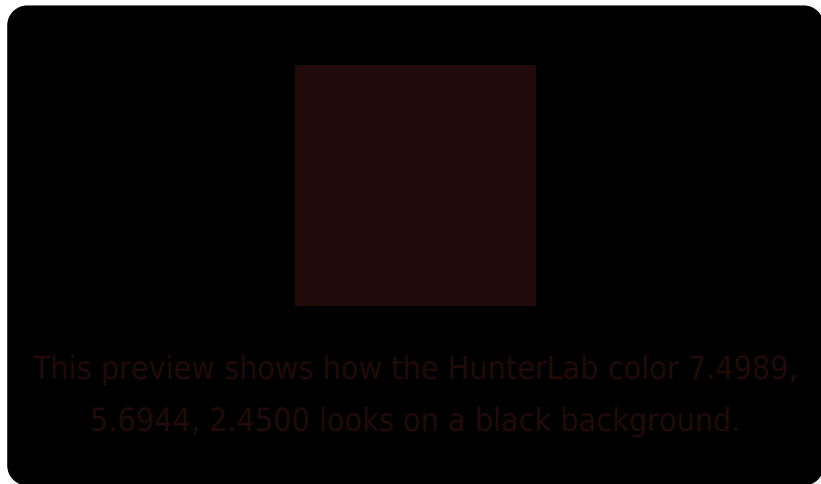 This preview shows how the HunterLab color 7.4989,
5.6944, 2.4500 looks on a black background.